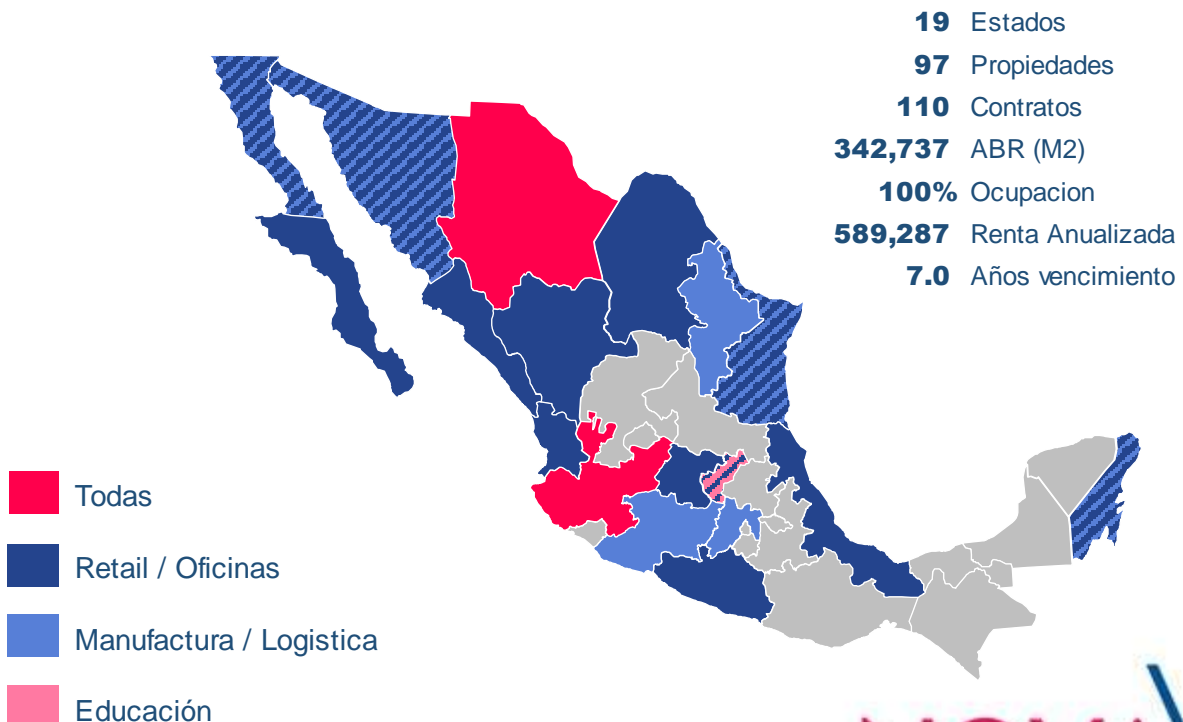 19 Estados
97 Propiedades
110 Contratos
342,737 ABR (M2)
100% Ocupacion
589,287 Renta Anualizada
7.0 Años vencimiento
Todas
Retail / Oficinas
Manufactura / Logistica
Educación